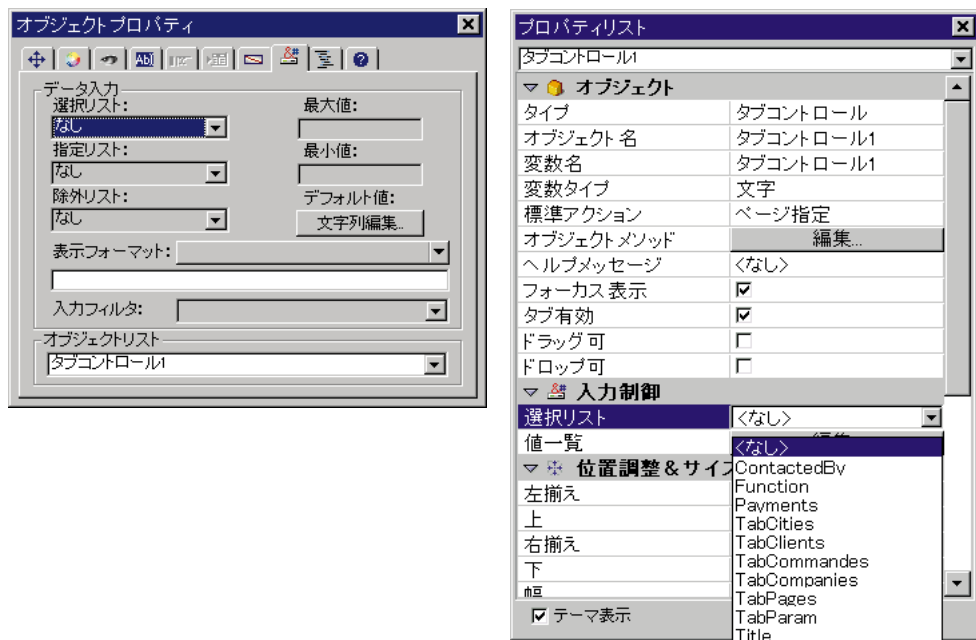 オブジェクトプロパティ
データ入力
選択リスト:
なし
最大値:
指定リスト:
なし
最小値:
除外リスト:
なし
デフォルト値:
文字列編集...
表示フォーマット:
入力フィルタ:
オブジェクトリスト
タブコントロール1
プロパティリスト
タブコントロール1
オブジェクト
タイプ タブコントロール
オブジェクト名 タブコントロール1
変数名 タブコントロール1
変数タイプ 文字
標準アクション ページ指定
オブジェクトメソッド 編集...
ヘルプメッセージ <なし>
フォーカス表示
タブ有効
ドラッグ可
ドロップ可
入力制御
選択リスト <なし>
値一覧
<なし>
位置調整&サイズ
ContactedBy
左揃え
Function
Payments
上
TabCities
右揃え
TabClients
下
TabCommandes
幅
TabCompanies
TabPages
テーマ表示
TabParam
Title